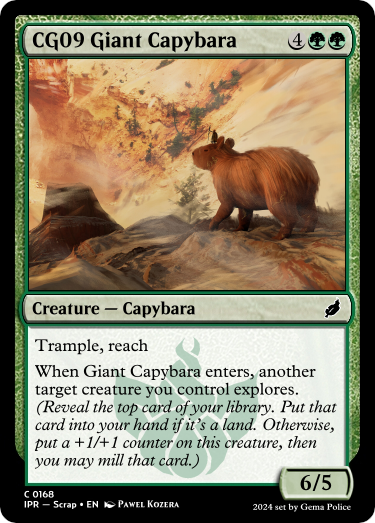 CG09 Giant Capybara 4
Creature — Capybara
Trample, reach
When Giant Capybara enters, another
target creature you control explores.
(Reveal the top card of your library. Put that
card into your hand if it's a land. Otherwise,
put a +1/+1 counter on this creature, then
you may mill that card.)
6/5
C 0168
IPR — Scrap • EN Pawel Kozera
2024 set by Gema Police